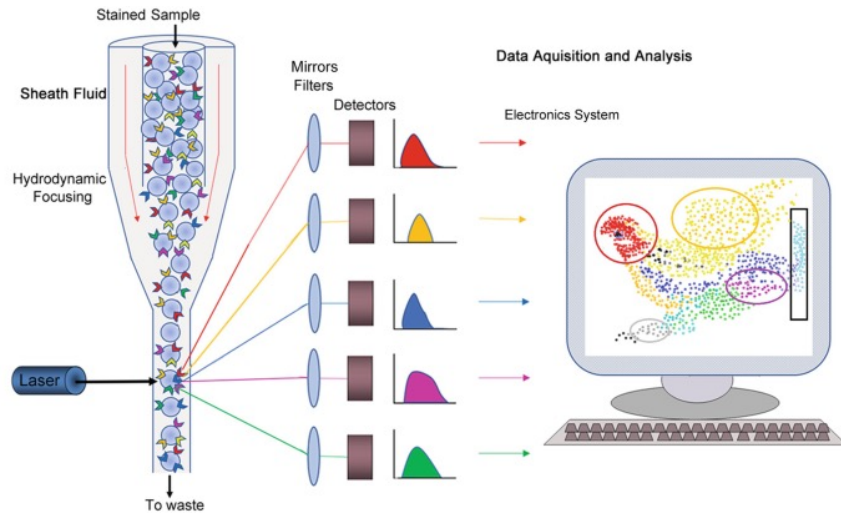 Stained Sample
Sheath Fluid
Hydrodynamic
Focusing
Laser
To waste
Mirrors
Filters
Detectors
Data Aquisition and Analysis
Electronics System